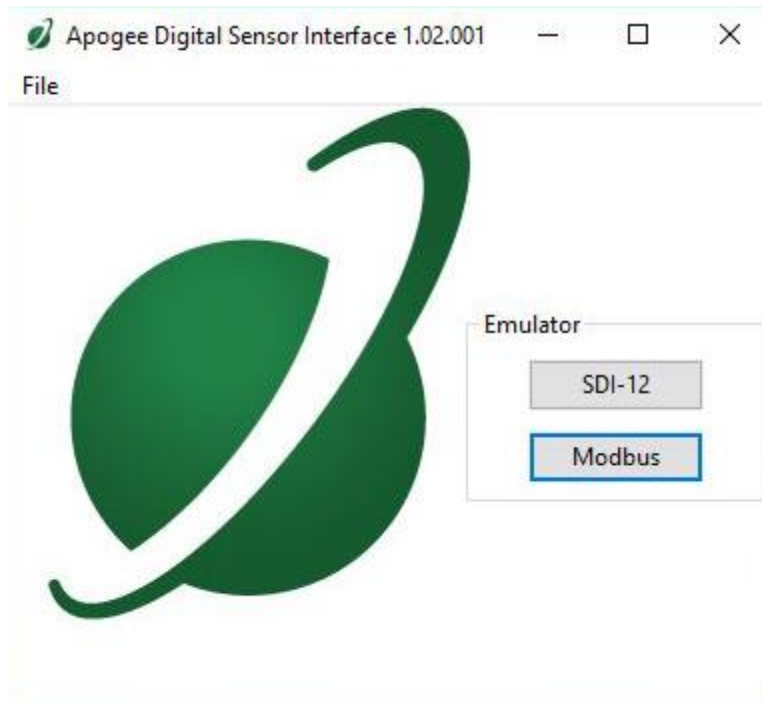 Apogee Digital Sensor Interface 1.02.001
File
Emulator
SDI-12
Modbus